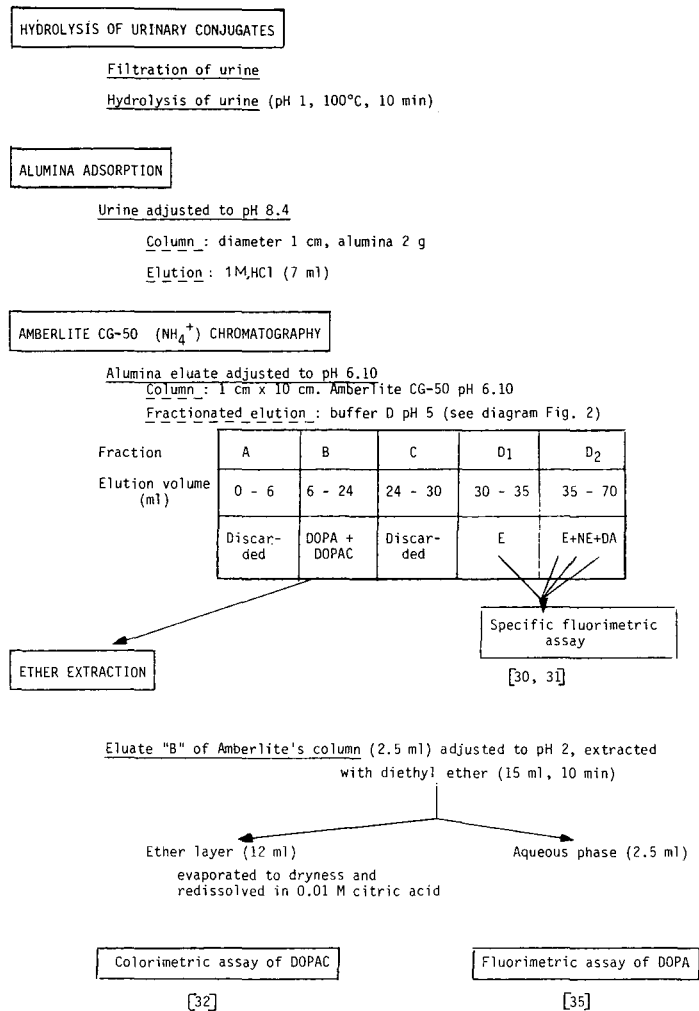 HYDROLYSIS OF URINARY CONJUGATES
Filtration of urine
Hydrolysis of urine (pH 1, 100°C, 10 min)
ALUMINA ADSORPTION
Urine adjusted to pH 8.4
Column : diameter 1 cm, alumina 2 g
Elution : 1M,HCl (7 ml)
AMBERLITE CG-50 (NH4+) CHROMATOGRAPHY
Alumina eluate adjusted to pH 6.10
Column : 1 cm x 10 cm. Amberlite CG-50 pH 6.10
Fractionated elution : buffer D pH 5 (see diagram Fig. 2)
Fraction A B C D1 D2
Elution volume (ml) 0 - 6 6 - 24 24 - 30 30 - 35 35 - 70
Discar- DOPA + Discar- E E+NE+DA
ded DOPAC ded
Specific fluorimetric
assay
[30, 31]
ETHER EXTRACTION
Eluate "B" of Amberlite's column (2.5 ml) adjusted to pH 2, extracted
with diethyl ether (15 ml, 10 min)
Ether layer (12 ml) Aqueous phase (2.5 ml)
evaporated to dryness and
redissolved in 0.01 M citric acid
Colorimetric assay of DOPAC Fluorimetric assay of DOPA
[32] [35]